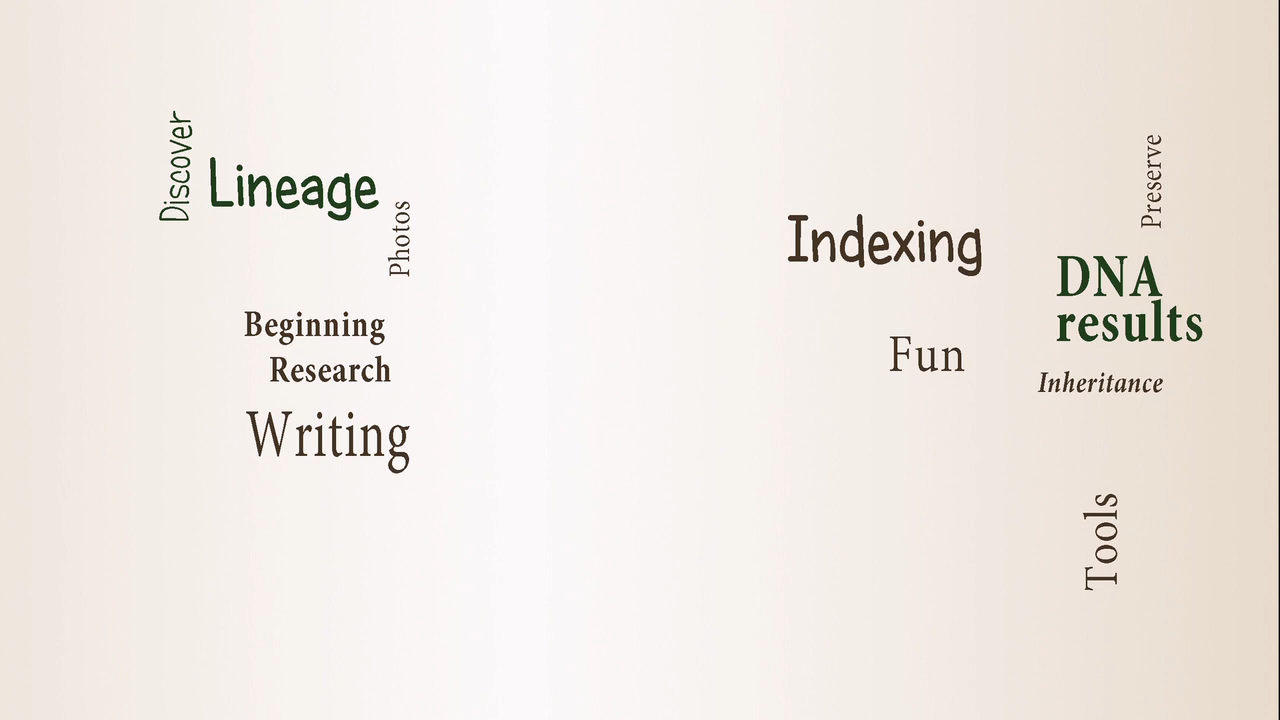 Discover
Lineage
Photos
Beginning
Research
Writing
Indexing
Fun
Preserve
DNA
results
Inheritance
Tools